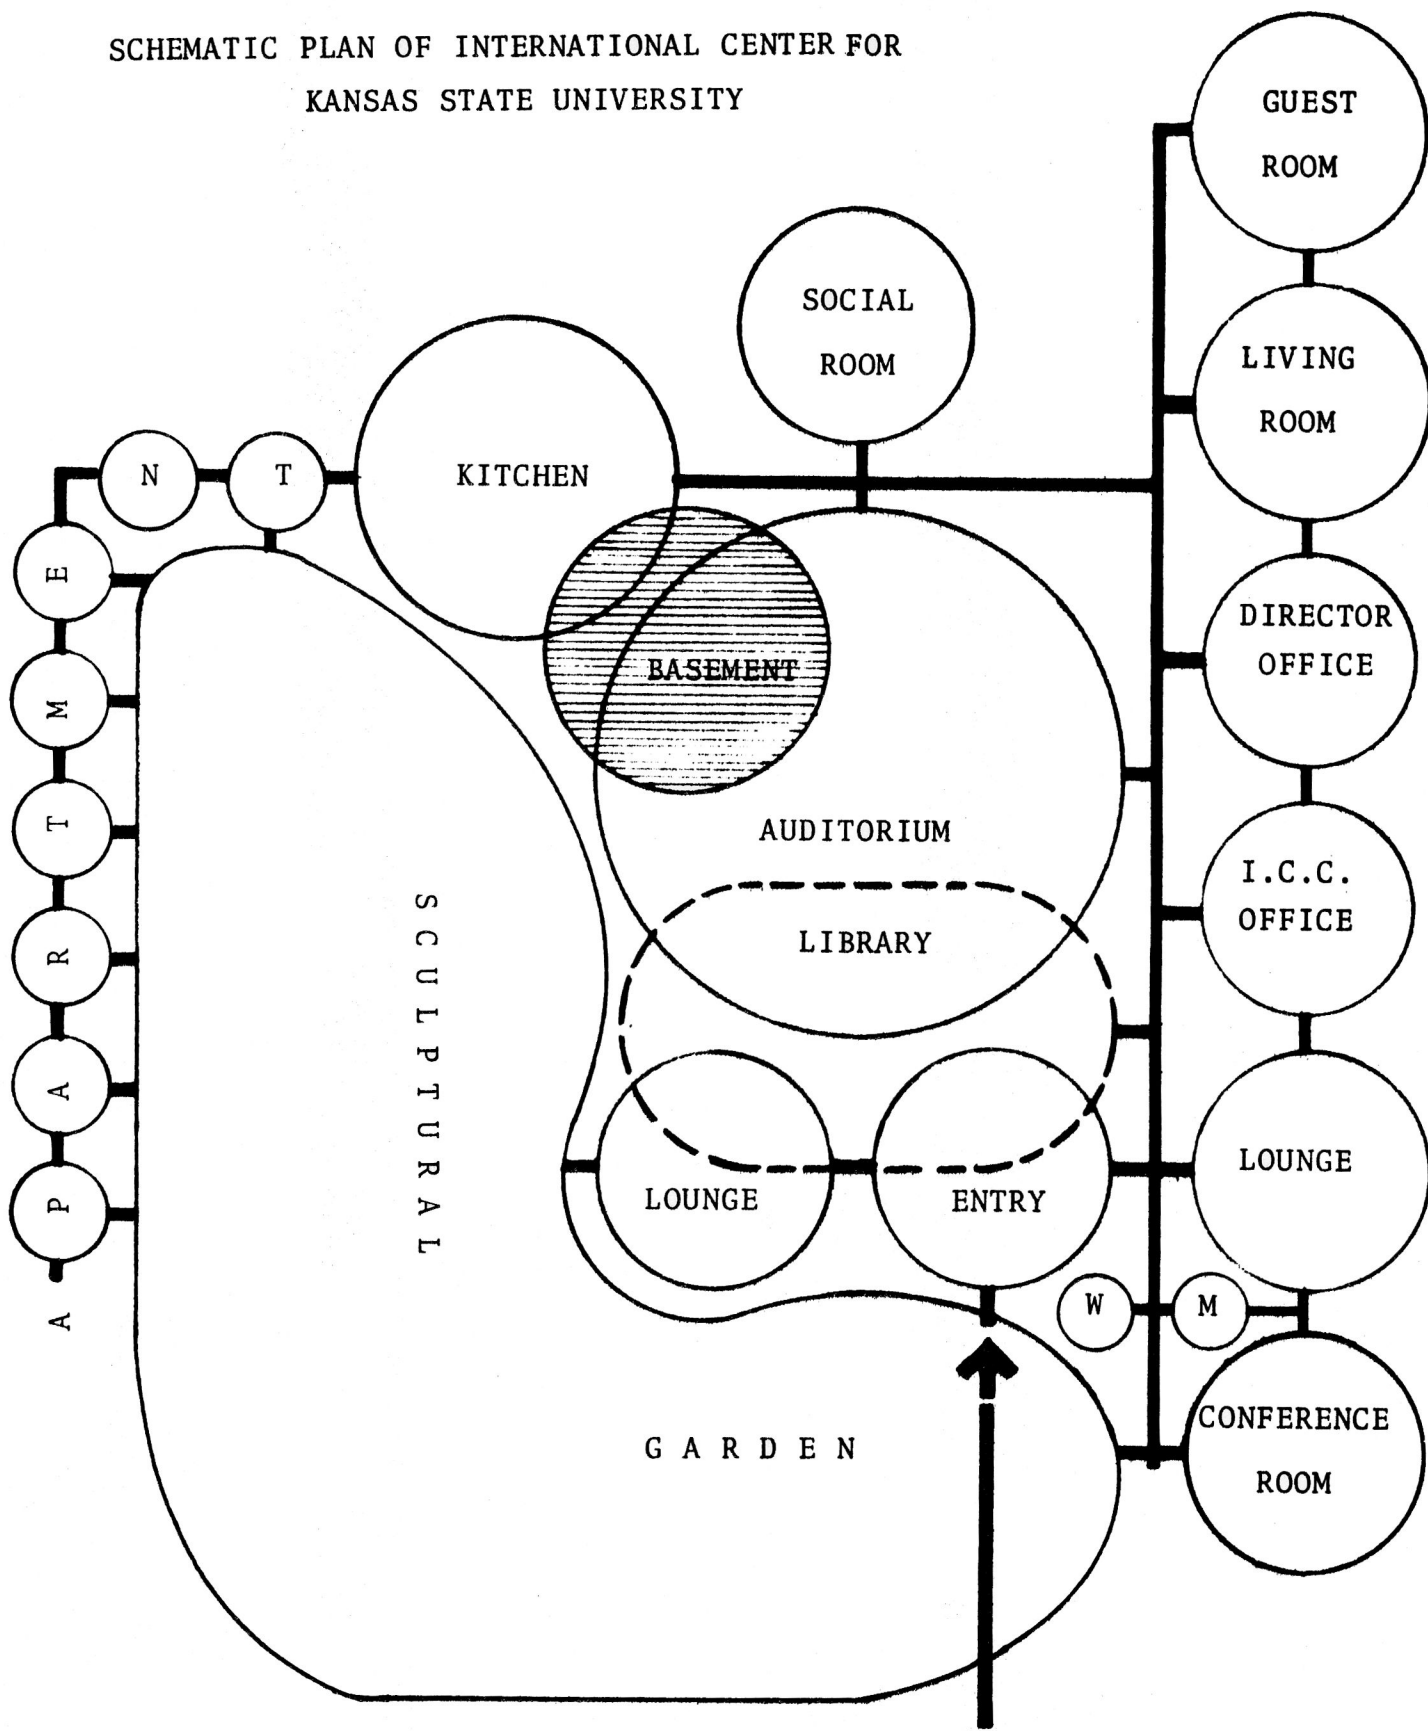 SCHEMATIC PLAN OF INTERNATIONAL CENTER FOR
KANSAS STATE UNIVERSITY
GUEST
ROOM
SOCIAL
ROOM
LIVING
ROOM
KITCHEN
N
T
E
M
T
R
A
P
A
BASEMENT
DIRECTOR
OFFICE
AUDITORIUM
LIBRARY
I.C.C.
OFFICE
SCULPTURAL
LOUNGE
ENTRY
LOUNGE
W
M
GARDEN
CONFERENCE
ROOM